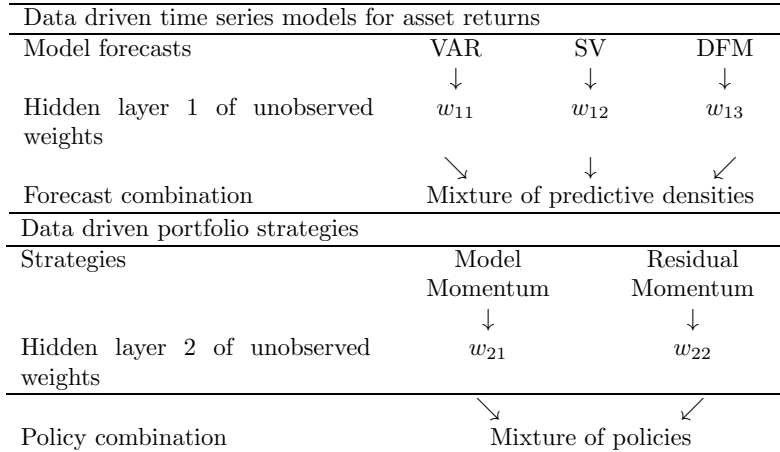 Data driven time series models for asset returns
Model forecasts VAR SV DFM
↓ ↓ ↓
Hidden layer 1 of unobserved w₁₁ w₁₂ w₁₃
weights
↘ ↓ ↙
Forecast combination Mixture of predictive densities
Data driven portfolio strategies
Strategies Model Residual
Momentum Momentum
↓ ↓
Hidden layer 2 of unobserved w₂₁ w₂₂
weights
↘ ↙
Policy combination Mixture of policies